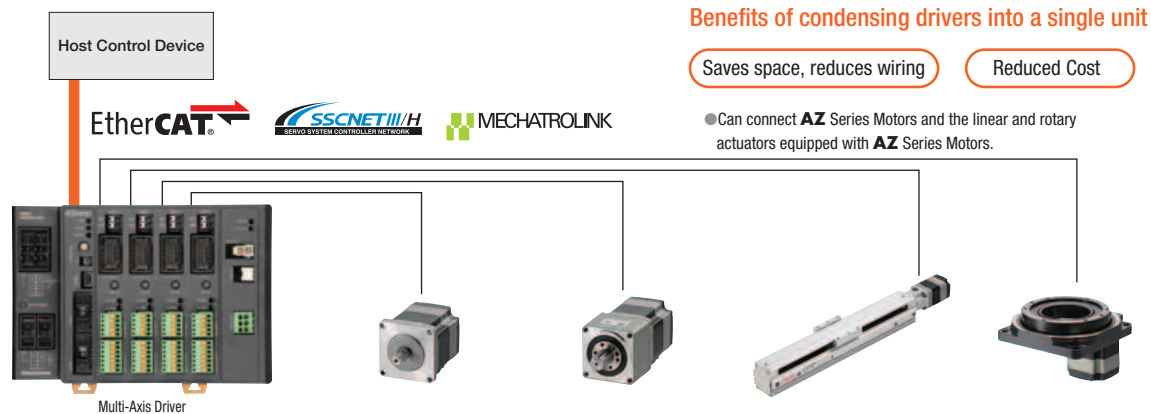 Benefits of condensing drivers into a single unit
Host Control Device
Saves space, reduces wiring
Reduced Cost
EtherCAT®
SSCNETIII/H
SERVO SYSTEM CONTROLLER NETWORK
MECHATROLINK
●Can connect AZ Series Motors and the linear and rotary
actuators equipped with AZ Series Motors.
Multi-Axis Driver